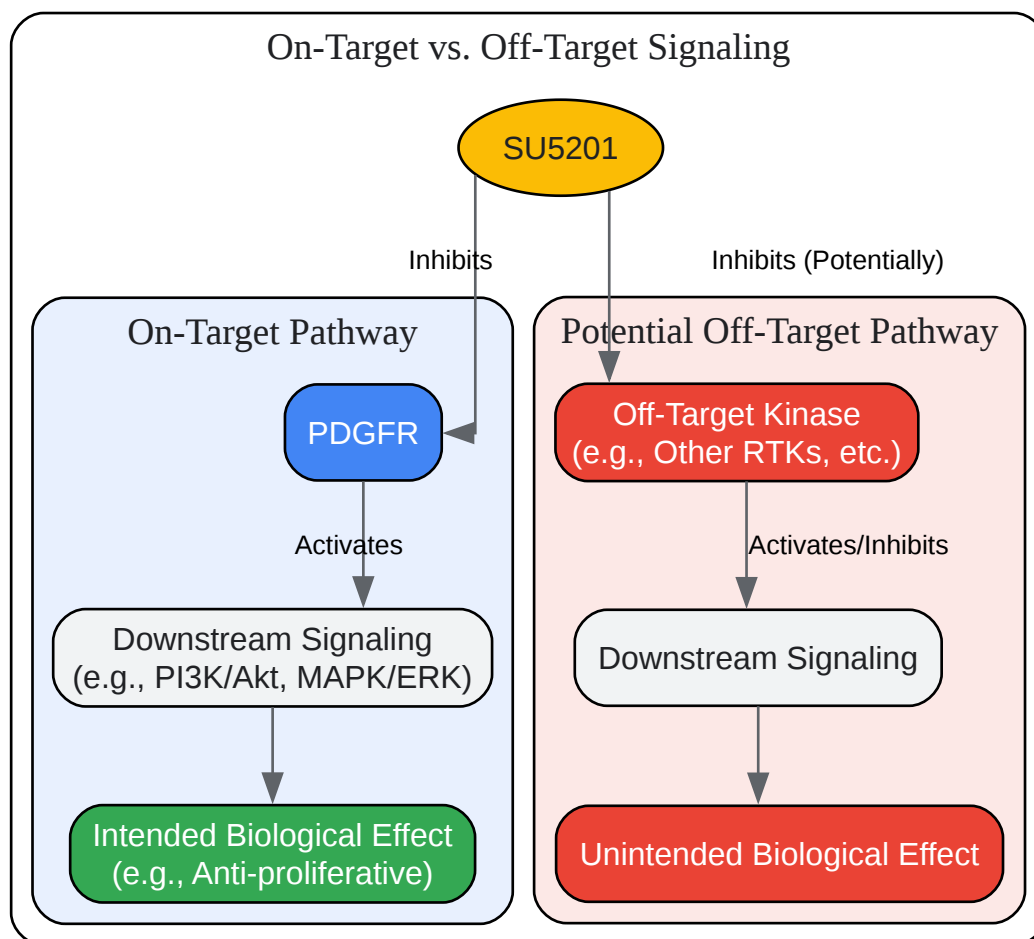 On-Target vs. Off-Target Signaling
SU5201
Inhibits
Inhibits (Potentially)
On-Target Pathway
PDGFR
Activates
Downstream Signaling
(e.g., PI3K/Akt, MAPK/ERK)
Intended Biological Effect
(e.g., Anti-proliferative)
Potential Off-Target Pathway
Off-Target Kinase
(e.g., Other RTKs, etc.)
Activates/Inhibits
Downstream Signaling
Unintended Biological Effect